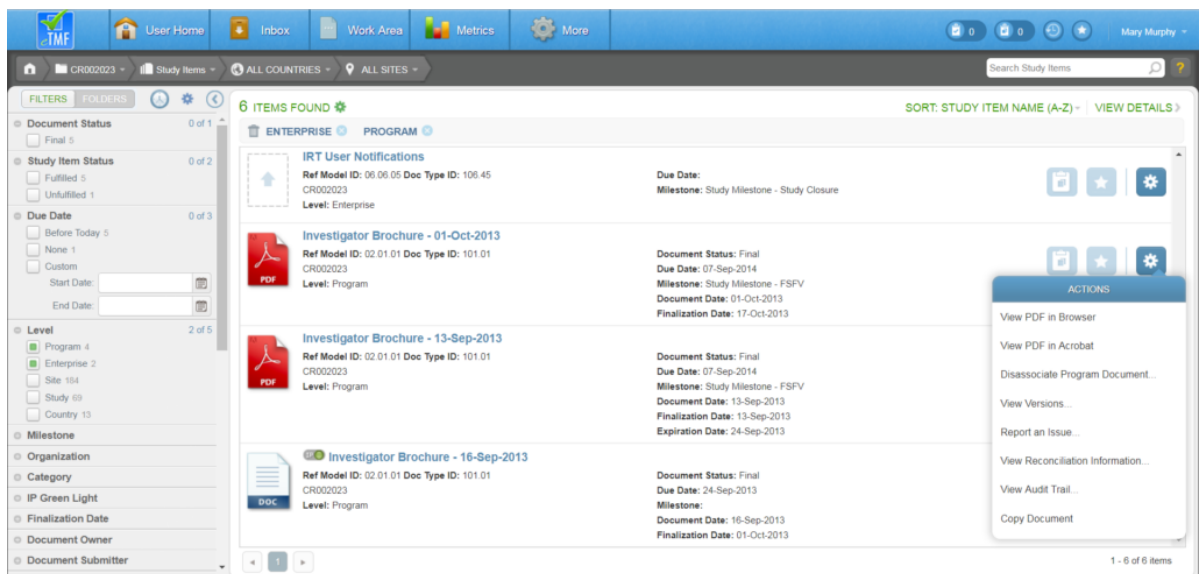 eTMF
User Home
Inbox
Work Area
Metrics
More
0
0
Mary Murphy
CR002023
Study Items
ALL COUNTRIES
ALL SITES
Search Study Items
?
FILTERS
FOLDERS
6 ITEMS FOUND
SORT: STUDY ITEM NAME (A-Z)
VIEW DETAILS
ENTERPRISE
PROGRAM
Document Status 0 of 1
Final 5
Study Item Status 0 of 2
Fulfilled 5
Unfulfilled 1
Due Date 0 of 3
Before Today 5
None 1
Custom
Start Date:
End Date:
Level 2 of 5
Program 4
Enterprise 2
Site 184
Study 69
Country 13
Milestone
Organization
Category
IP Green Light
Finalization Date
Document Owner
Document Submitter
IRT User Notifications
Ref Model ID: 06.06.05 Doc Type ID: 106.45
CR002023
Level: Enterprise
Due Date:
Milestone: Study Milestone - Study Closure
PDF
Investigator Brochure - 01-Oct-2013
Ref Model ID: 02.01.01 Doc Type ID: 101.01
CR002023
Level: Program
Document Status: Final
Due Date: 07-Sep-2014
Milestone: Study Milestone - FSFV
Document Date: 01-Oct-2013
Finalization Date: 17-Oct-2013
PDF
Investigator Brochure - 13-Sep-2013
Ref Model ID: 02.01.01 Doc Type ID: 101.01
CR002023
Level: Program
Document Status: Final
Due Date: 07-Sep-2014
Milestone: Study Milestone - FSFV
Document Date: 13-Sep-2013
Finalization Date: 13-Sep-2013
Expiration Date: 24-Sep-2013
DOC
Investigator Brochure - 16-Sep-2013
Ref Model ID: 02.01.01 Doc Type ID: 101.01
CR002023
Level: Program
Document Status: Final
Due Date: 24-Sep-2013
Milestone:
Document Date: 16-Sep-2013
Finalization Date: 01-Oct-2013
ACTIONS
View PDF in Browser
View PDF in Acrobat
Disassociate Program Document...
View Versions...
Report an Issue...
View Reconciliation Information...
View Audit Trail...
Copy Document
1
1 - 6 of 6 items